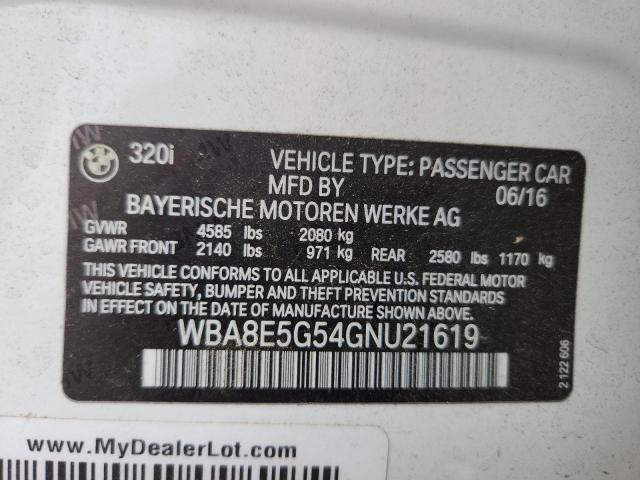 BMW 320i VEHICLE TYPE: PASSENGER CAR
MFD BY 06/16
BAYERISCHE MOTOREN WERKE AG
GVWR 4585 lbs 2080 kg
GAWR FRONT 2140 lbs 971 kg REAR 2580 lbs 1170 kg
THIS VEHICLE CONFORMS TO ALL APPLICABLE U.S. FEDERAL MOTOR
VEHICLE SAFETY, BUMPER AND THEFT PREVENTION STANDARDS
IN EFFECT ON THE DATE OF MANUFACTURE SHOWN ABOVE.
WBA8E5G54GNU21619
2 122 606
www.MyDealerLot.com